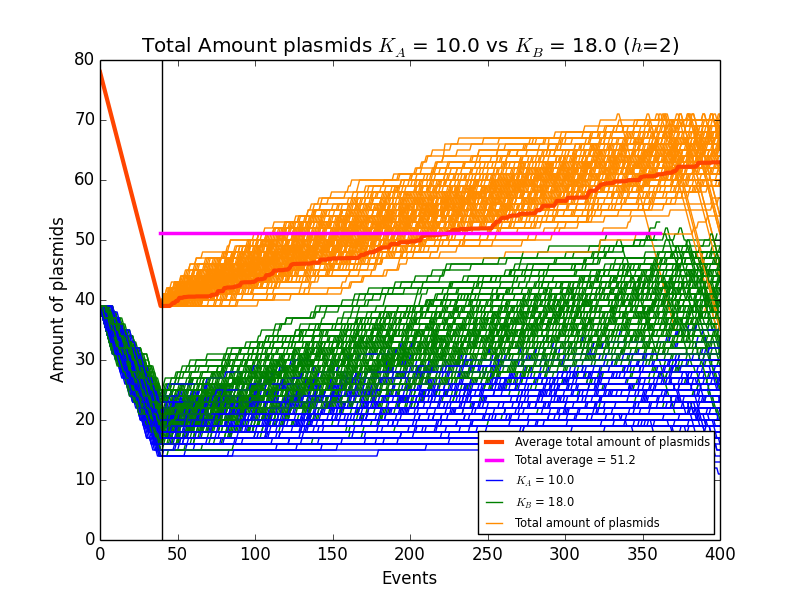 Total Amount plasmids K_A = 10.0 vs K_B = 18.0 (h=2)
80
70
60
50
40
30
20
10
0
Amount of plasmids
Average total amount of plasmids
Total average = 51.2
K_A = 10.0
K_B = 18.0
Total amount of plasmids
0 50 100 150 200 250 300 350 400
Events